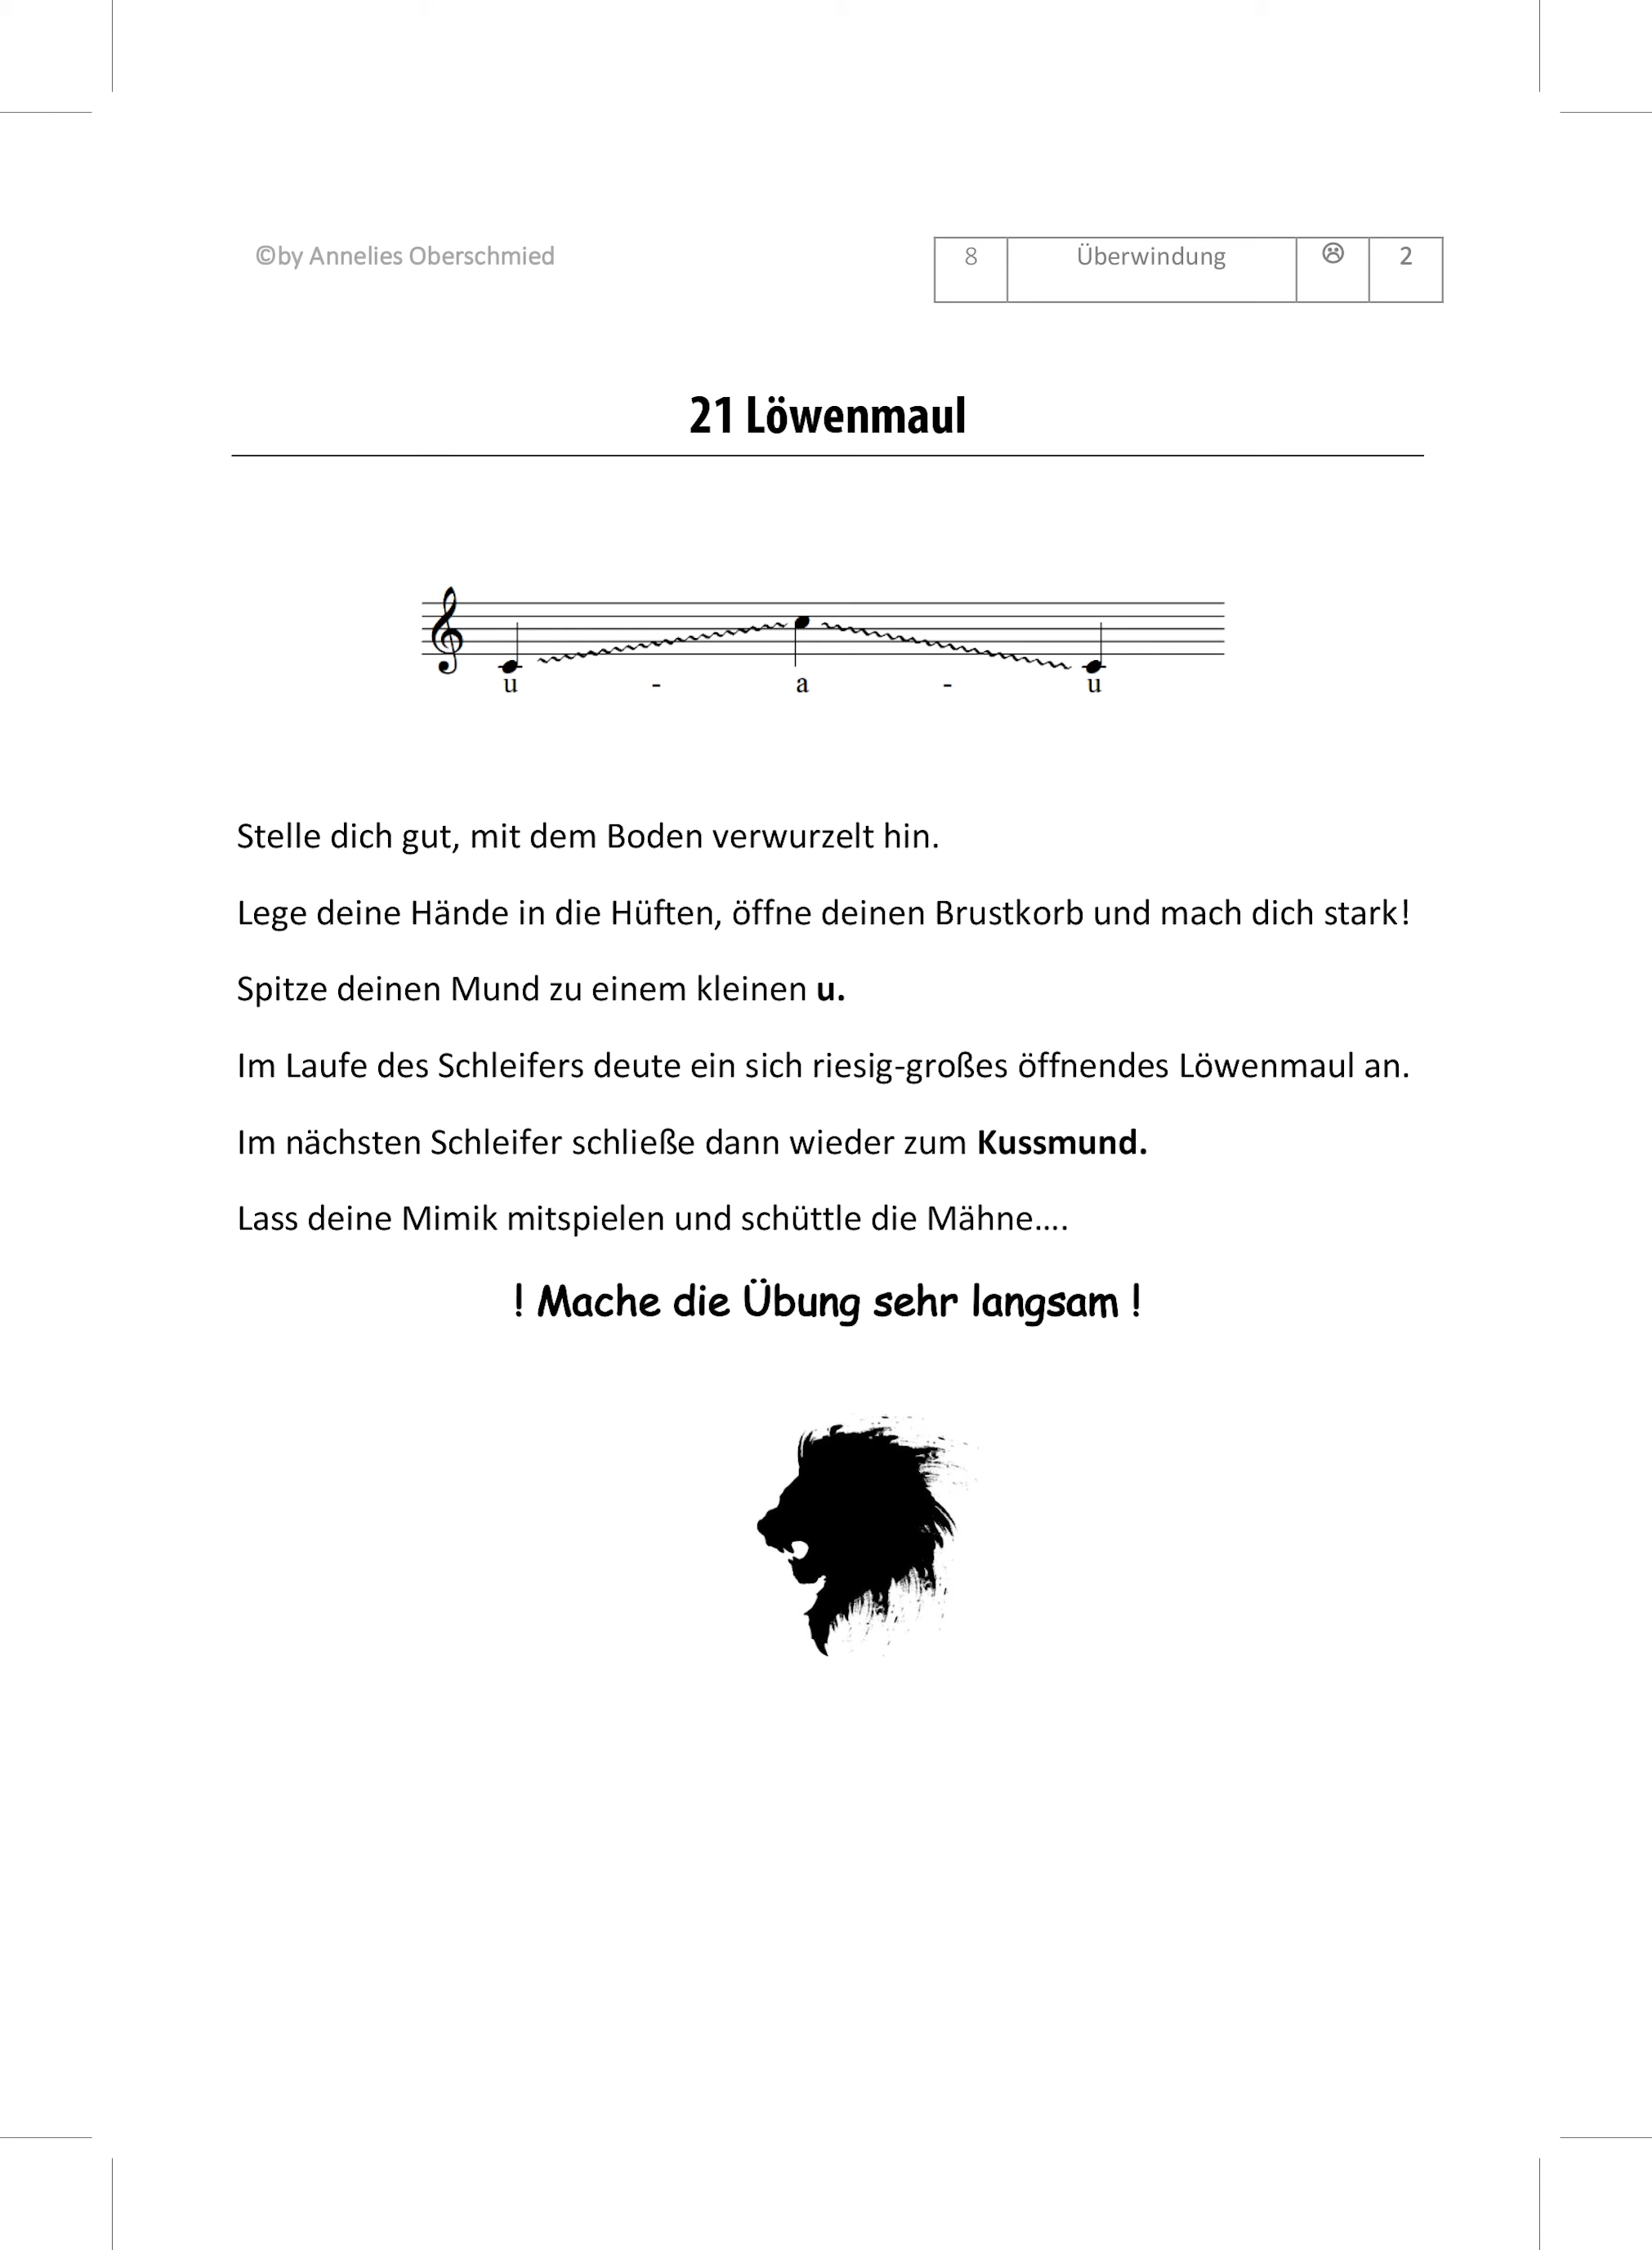 ©by Annelies Oberschmied
8 Überwindung ☹ 2
21 Löwenmaul
u - a - u
Stelle dich gut, mit dem Boden verwurzelt hin.
Lege deine Hände in die Hüften, öffne deinen Brustkorb und mach dich stark!
Spitze deinen Mund zu einem kleinen u.
Im Laufe des Schleifers deute ein sich riesig-großes öffnendes Löwenmaul an.
Im nächsten Schleifer schließe dann wieder zum Kussmund.
Lass deine Mimik mitspielen und schüttle die Mähne....
! Mache die Übung sehr langsam !